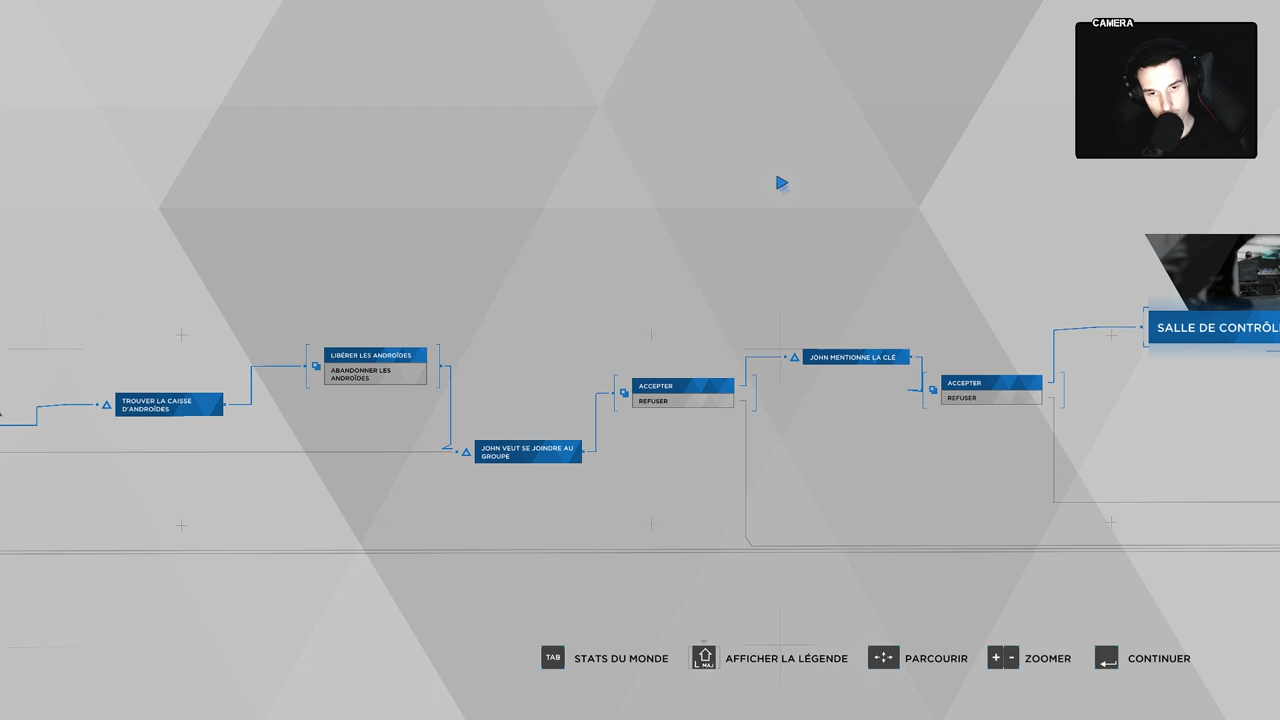 CAMERA
SALLE DE CONTRÔL
LIBÉRER LES ANDROÏDES
ABANDONNER LES
ANDROÏDES
JOHN MENTIONNE LA CLÉ
ACCEPTER
REFUSER
ACCEPTER
REFUSER
TROUVER LA CAISSE
D'ANDROÏDES
JOHN VEUT SE JOINDRE AU
GROUPE
TAB STATS DU MONDE
L MAJ AFFICHER LA LÉGENDE
PARCOURIR
+ - ZOOMER
CONTINUER